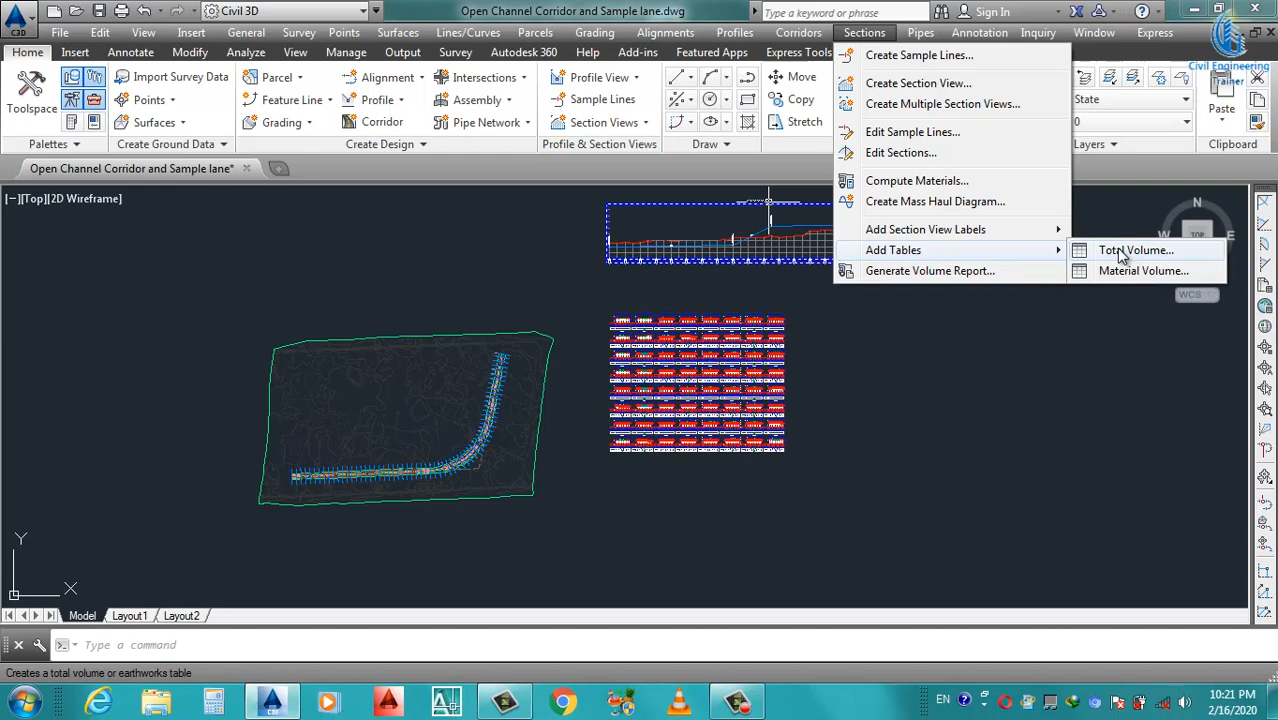 Civil 3D
Open Channel Corridor and Sample lane.dwg
Type a keyword or phrase
Sign In
File Edit View Insert General Survey Points Surfaces Lines/Curves Parcels Grading Alignments Profiles Corridors Sections Pipes Annotation Inquiry Window Express
Civil Engineering
Trainer
Home Insert Annotate Modify Analyze View Manage Output Survey Autodesk 360 Help Add-ins Featured Apps Express Tools
Toolspace
Import Survey Data
Points
Surfaces
Parcel
Feature Line
Grading
Alignment
Profile
Corridor
Intersections
Assembly
Pipe Network
Profile View
Sample Lines
Section Views
Move
Copy
Stretch
State
0
Paste
Palettes
Create Ground Data
Create Design
Profile & Section Views
Draw
Layers
Clipboard
Create Sample Lines...
Create Section View...
Create Multiple Section Views...
Edit Sample Lines...
Edit Sections...
Compute Materials...
Create Mass Haul Diagram...
Add Section View Labels
Add Tables
Generate Volume Report...
Total Volume...
Material Volume...
Open Channel Corridor and Sample lane*
[−][Top][2D Wireframe]
N
W TOP E
WCS
Y
X
Model Layout1 Layout2
Type a command
Creates a total volume or earthworks table
EN
10:21 PM
2/16/2020